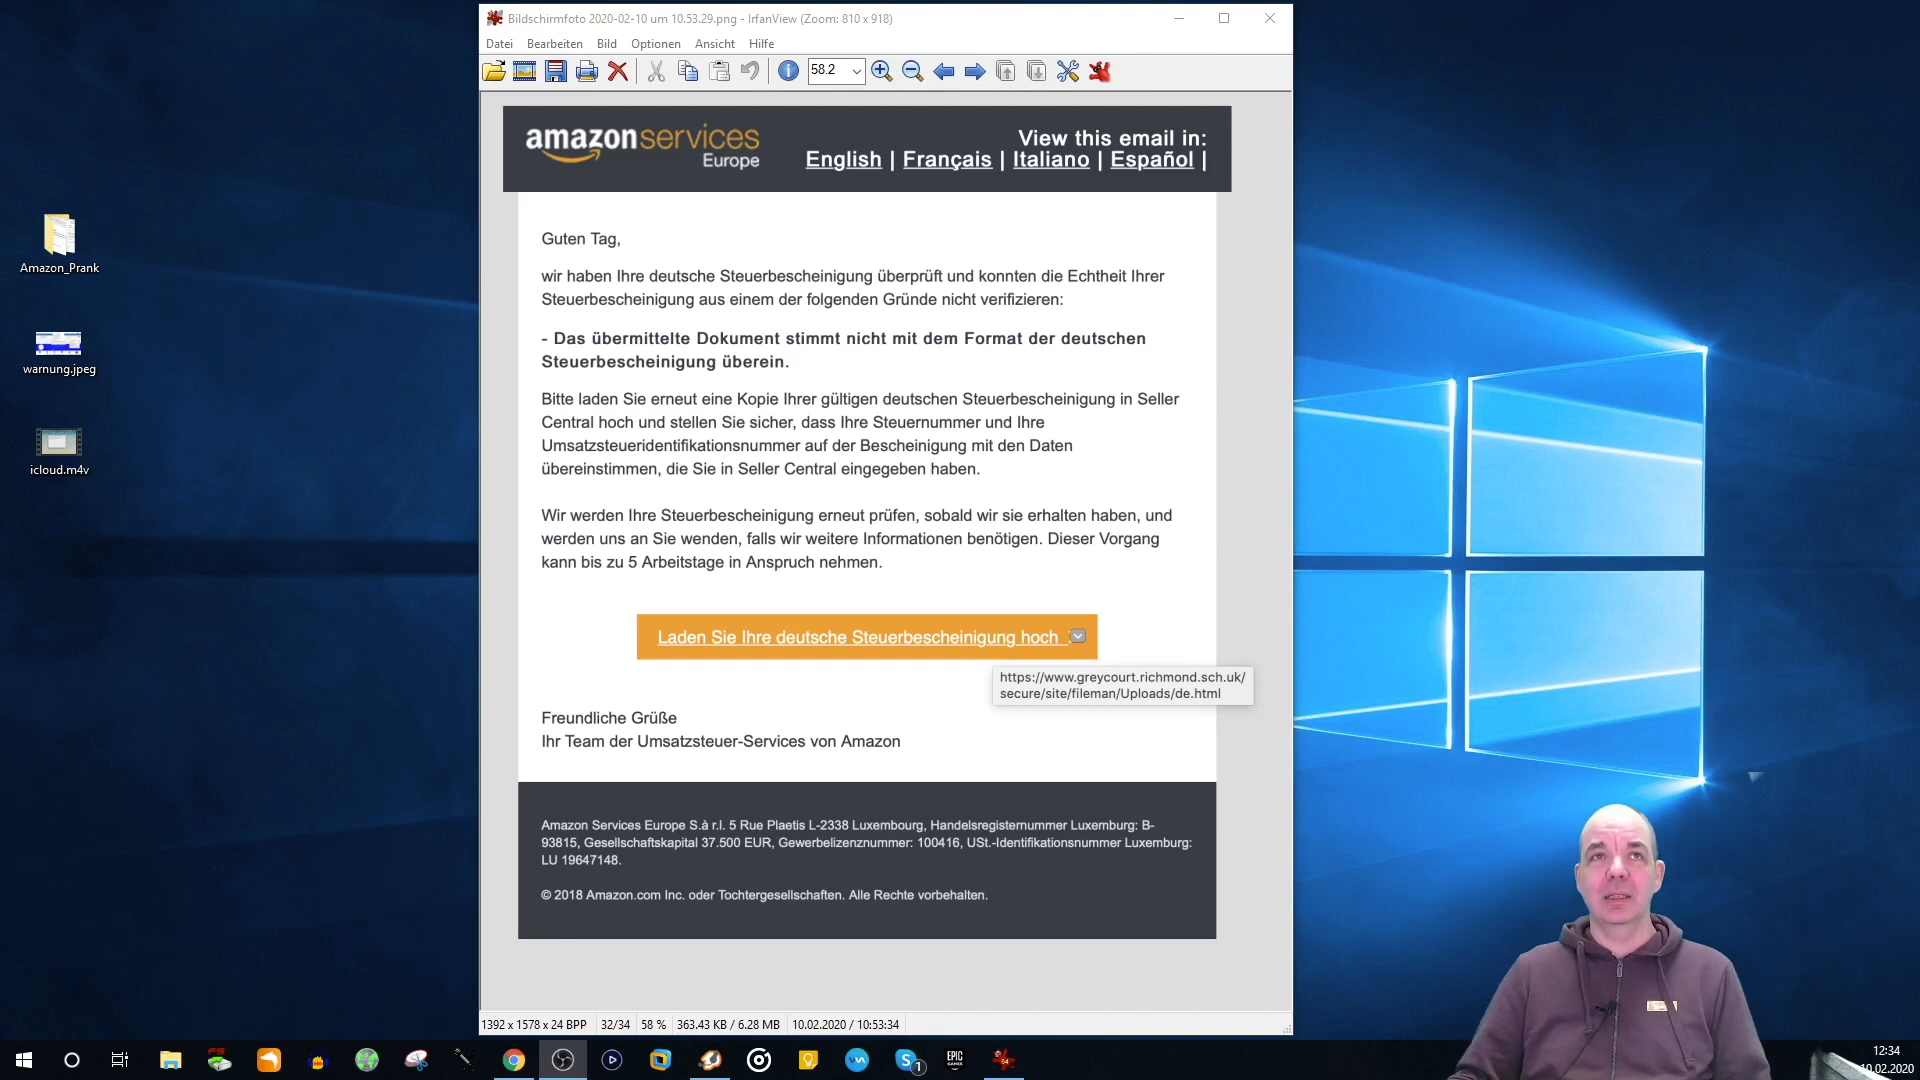 Bildschirmfoto 2020-02-10 um 10.53.29.png - IrfanView (Zoom: 810 x 918)
Datei Bearbeiten Bild Optionen Ansicht Hilfe
58.2
amazonservices
Europe
View this email in:
English | Français | Italiano | Español |
Guten Tag,
wir haben Ihre deutsche Steuerbescheinigung überprüft und konnten die Echtheit Ihrer
Steuerbescheinigung aus einem der folgenden Gründe nicht verifizieren:
- Das übermittelte Dokument stimmt nicht mit dem Format der deutschen
Steuerbescheinigung überein.
Bitte laden Sie erneut eine Kopie Ihrer gültigen deutschen Steuerbescheinigung in Seller
Central hoch und stellen Sie sicher, dass Ihre Steuernummer und Ihre
Umsatzsteueridentifikationsnummer auf der Bescheinigung mit den Daten
übereinstimmen, die Sie in Seller Central eingegeben haben.
Wir werden Ihre Steuerbescheinigung erneut prüfen, sobald wir sie erhalten haben, und
werden uns an Sie wenden, falls wir weitere Informationen benötigen. Dieser Vorgang
kann bis zu 5 Arbeitstage in Anspruch nehmen.
Laden Sie Ihre deutsche Steuerbescheinigung hoch
https://www.greycourt.richmond.sch.uk/
secure/site/fileman/Uploads/de.html
Freundliche Grüße
Ihr Team der Umsatzsteuer-Services von Amazon
Amazon Services Europe S.à r.l. 5 Rue Plaetis L-2338 Luxembourg, Handelsregisternummer Luxemburg: B-
93815, Gesellschaftskapital 37.500 EUR, Gewerbelizenznummer: 100416, USt.-Identifikationsnummer Luxemburg:
LU 19647148.
© 2018 Amazon.com Inc. oder Tochtergesellschaften. Alle Rechte vorbehalten.
1392 x 1578 x 24 BPP 32/34 58 % 363.43 KB / 6.28 MB 10.02.2020 / 10:53:34
Amazon_Prank
warnung.jpeg
icloud.m4v
EPIC
GAMES
1
12:34
10.02.2020